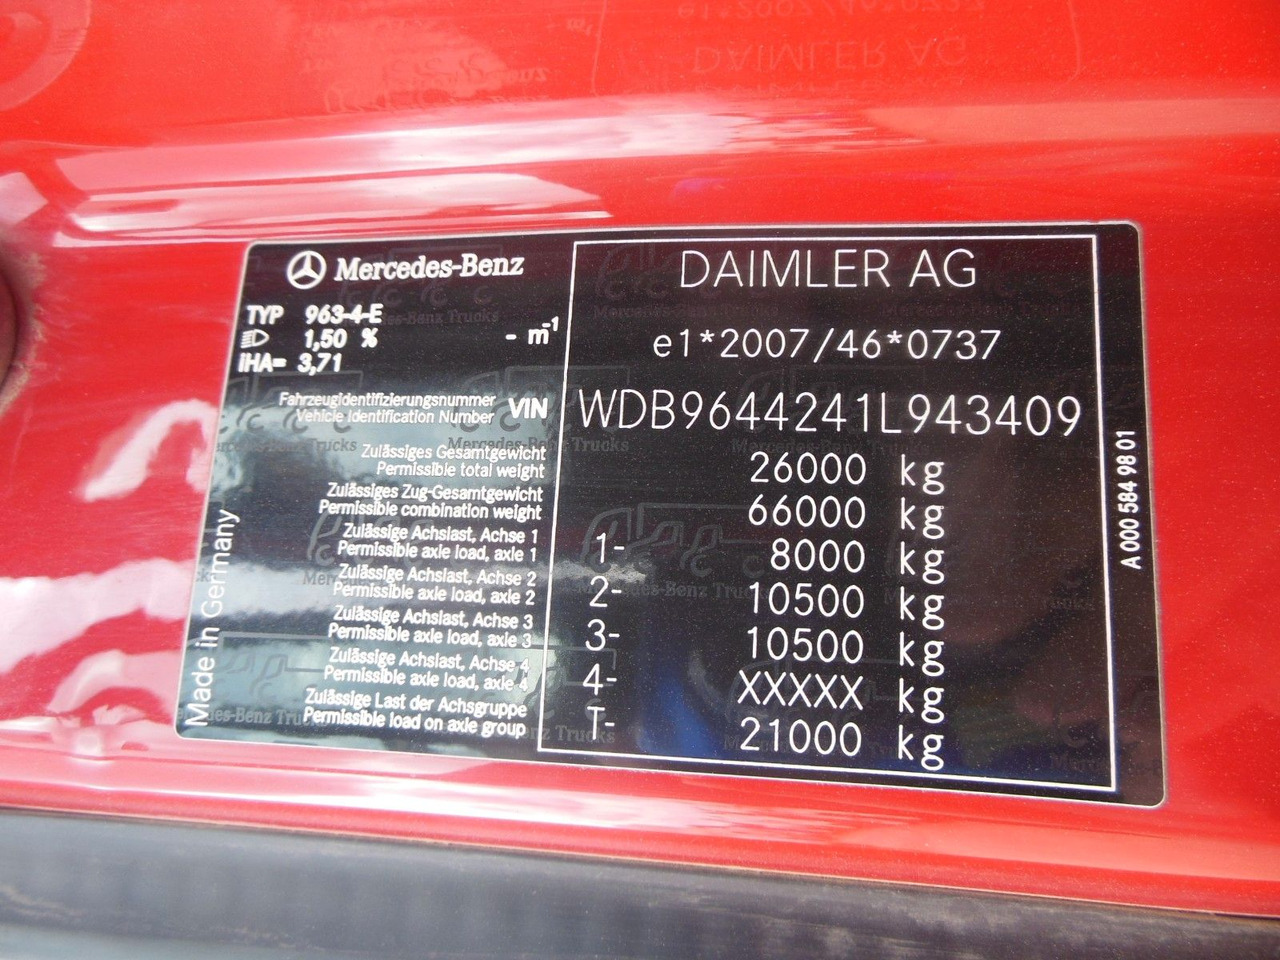 Mercedes-Benz
TYP 963-4-E
1,50 % - m⁻¹
iHA= 3,71
DAIMLER AG
e1*2007/46*0737
Fahrzeugidentifizierungsnummer
Vehicle Identification Number VIN WDB9644241L943409
Zulässiges Gesamtgewicht
Permissible total weight 26000 kg
Zulässiges Zug-Gesamtgewicht
Permissible combination weight 66000 kg
Zulässige Achslast, Achse 1
Permissible axle load, axle 1 1- 8000 kg
Zulässige Achslast, Achse 2
Permissible axle load, axle 2 2- 10500 kg
Zulässige Achslast, Achse 3
Permissible axle load, axle 3 3- 10500 kg
Zulässige Achslast, Achse 4
Permissible axle load, axle 4 4- XXXXX kg
Zulässige Last der Achsgruppe
Permissible load on axle group T- 21000 kg
Made in Germany
A 000 584 98 01